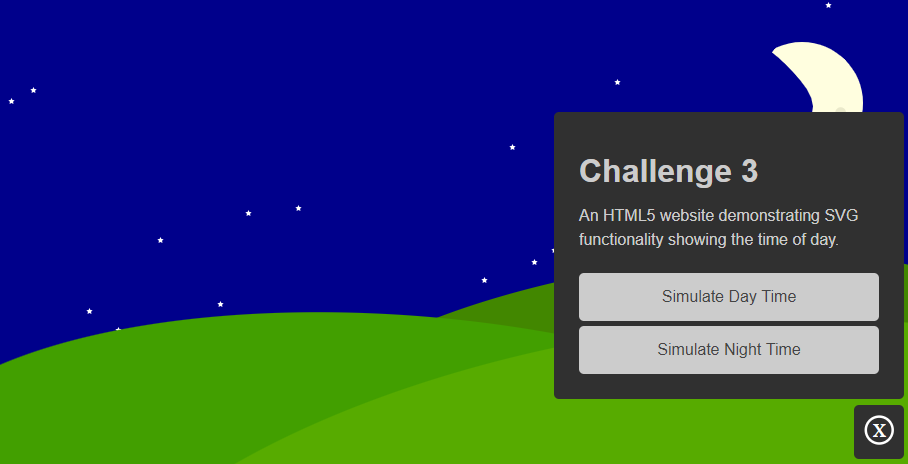 Challenge 3
An HTML5 website demonstrating SVG
functionality showing the time of day.
Simulate Day Time
Simulate Night Time
X